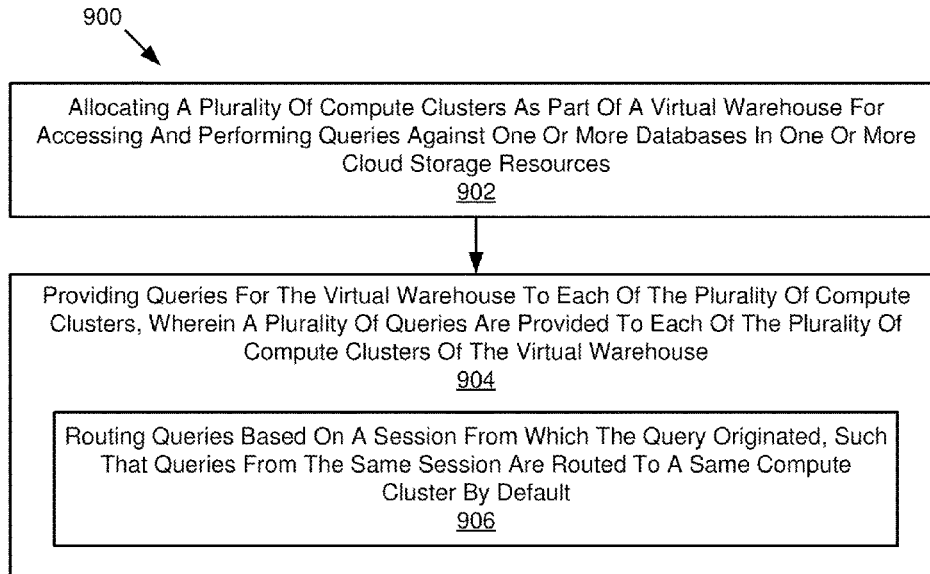 900
Allocating A Plurality Of Compute Clusters As Part Of A Virtual Warehouse For
Accessing And Performing Queries Against One Or More Databases In One Or More
Cloud Storage Resources
902
Providing Queries For The Virtual Warehouse To Each Of The Plurality Of Compute
Clusters, Wherein A Plurality Of Queries Are Provided To Each Of The Plurality Of
Compute Clusters Of The Virtual Warehouse
904
Routing Queries Based On A Session From Which The Query Originated, Such
That Queries From The Same Session Are Routed To A Same Compute
Cluster By Default
906